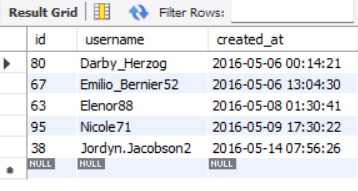 Result Grid Filter Rows:
id username created_at
80 Darby_Herzog 2016-05-06 00:14:21
67 Emilio_Bernier52 2016-05-06 13:04:30
63 Elenor88 2016-05-08 01:30:41
95 Nicole71 2016-05-09 17:30:22
38 Jordyn.Jacobson2 2016-05-14 07:56:26
NULL NULL NULL